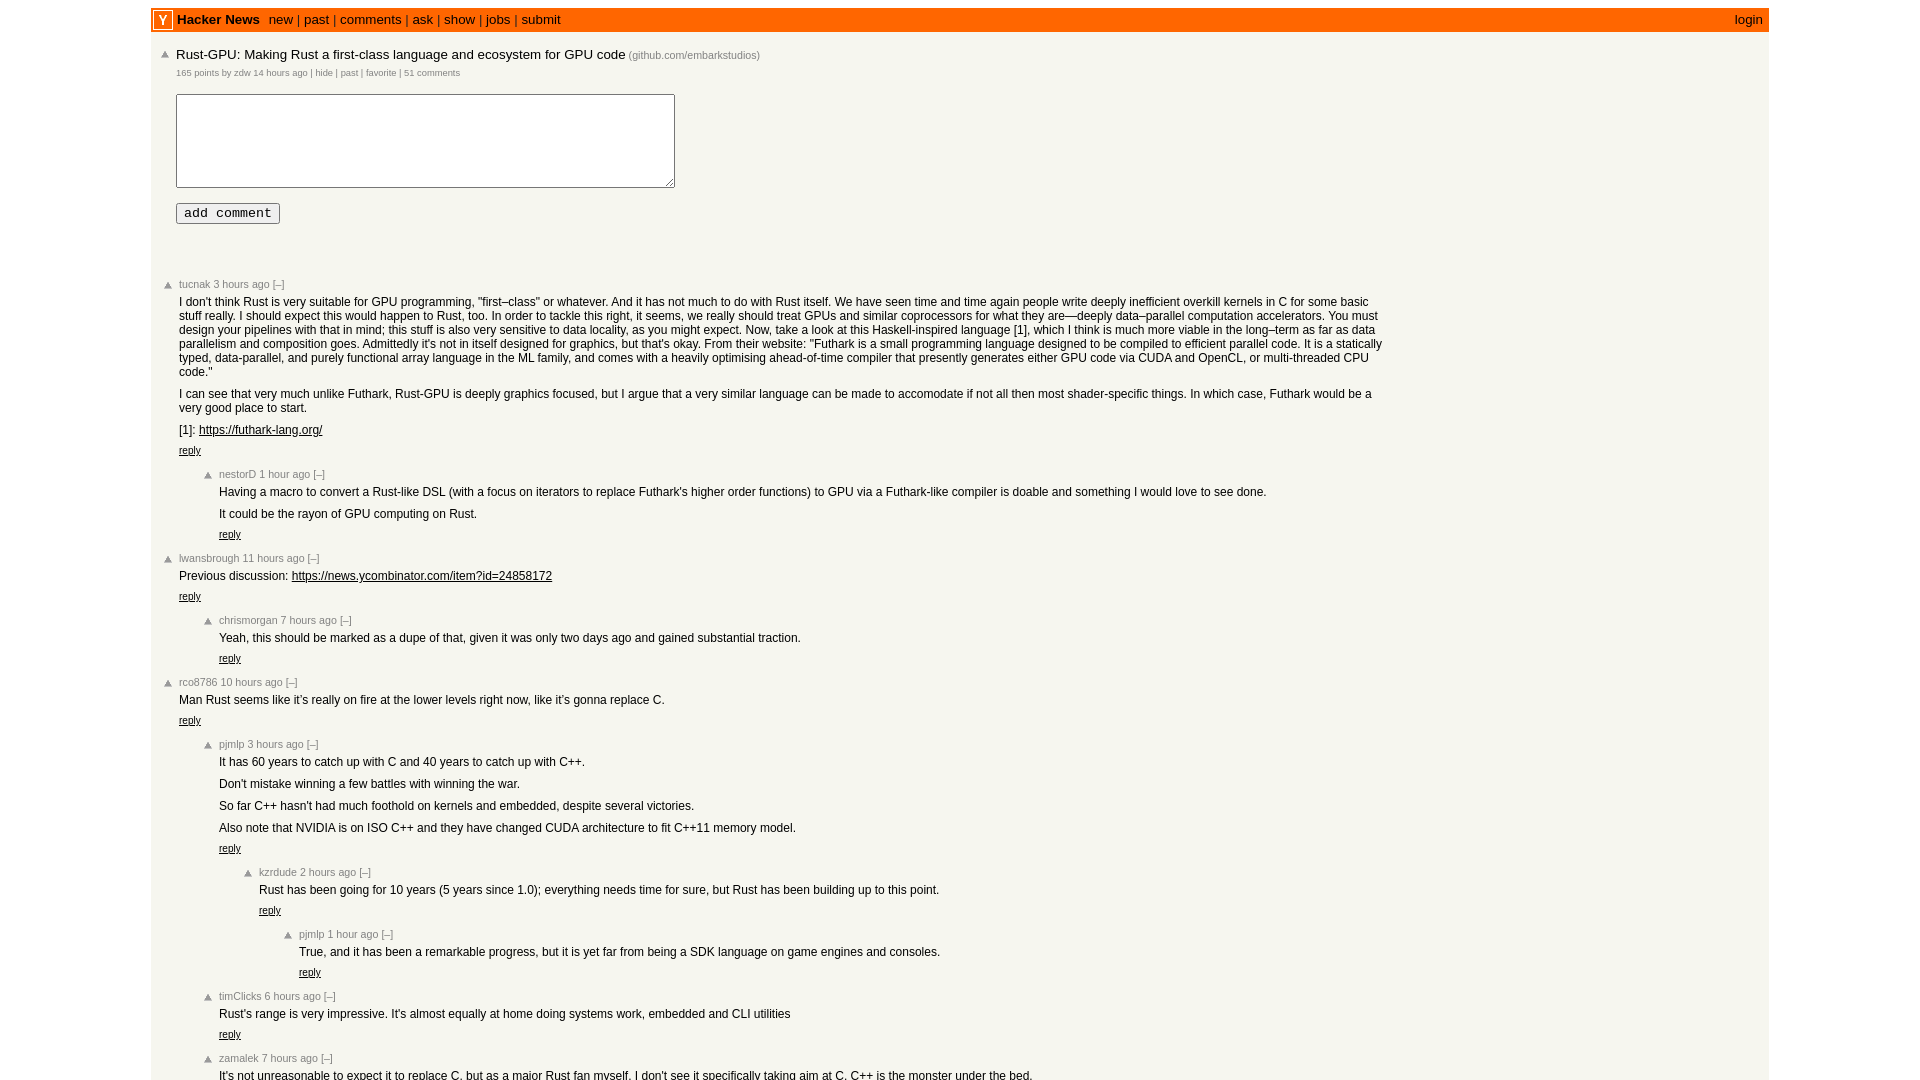 Y Hacker News new | past | comments | ask | show | jobs | submit login
Rust-GPU: Making Rust a first-class language and ecosystem for GPU code (github.com/embarkstudios)
165 points by zdw 14 hours ago | hide | past | favorite | 51 comments
add comment
tucnak 3 hours ago [–]
I don't think Rust is very suitable for GPU programming, "first–class" or whatever. And it has not much to do with Rust itself. We have seen time and time again people write deeply inefficient overkill kernels in C for some basic
stuff really. I should expect this would happen to Rust, too. In order to tackle this right, it seems, we really should treat GPUs and similar coprocessors for what they are—deeply data–parallel computation accelerators. You must
design your pipelines with that in mind; this stuff is also very sensitive to data locality, as you might expect. Now, take a look at this Haskell-inspired language [1], which I think is much more viable in the long–term as far as data
parallelism and composition goes. Admittedly it's not in itself designed for graphics, but that's okay. From their website: "Futhark is a small programming language designed to be compiled to efficient parallel code. It is a statically
typed, data-parallel, and purely functional array language in the ML family, and comes with a heavily optimising ahead-of-time compiler that presently generates either GPU code via CUDA and OpenCL, or multi-threaded CPU
code."
I can see that very much unlike Futhark, Rust-GPU is deeply graphics focused, but I argue that a very similar language can be made to accomodate if not all then most shader-specific things. In which case, Futhark would be a
very good place to start.
[1]: https://futhark-lang.org/
reply
nestorD 1 hour ago [–]
Having a macro to convert a Rust-like DSL (with a focus on iterators to replace Futhark's higher order functions) to GPU via a Futhark-like compiler is doable and something I would love to see done.
It could be the rayon of GPU computing on Rust.
reply
lwansbrough 11 hours ago [–]
Previous discussion: https://news.ycombinator.com/item?id=24858172
reply
chrismorgan 7 hours ago [–]
Yeah, this should be marked as a dupe of that, given it was only two days ago and gained substantial traction.
reply
rco8786 10 hours ago [–]
Man Rust seems like it’s really on fire at the lower levels right now, like it’s gonna replace C.
reply
pjmlp 3 hours ago [–]
It has 60 years to catch up with C and 40 years to catch up with C++.
Don't mistake winning a few battles with winning the war.
So far C++ hasn't had much foothold on kernels and embedded, despite several victories.
Also note that NVIDIA is on ISO C++ and they have changed CUDA architecture to fit C++11 memory model.
reply
kzrdude 2 hours ago [–]
Rust has been going for 10 years (5 years since 1.0); everything needs time for sure, but Rust has been building up to this point.
reply
pjmlp 1 hour ago [–]
True, and it has been a remarkable progress, but it is yet far from being a SDK language on game engines and consoles.
reply
timClicks 6 hours ago [–]
Rust's range is very impressive. It's almost equally at home doing systems work, embedded and CLI utilities
reply
zamalek 7 hours ago [–]
It's not unreasonable to expect it to replace C, but as a major Rust fan myself, I don't see it specifically taking aim at C. C++ is the monster under the bed.